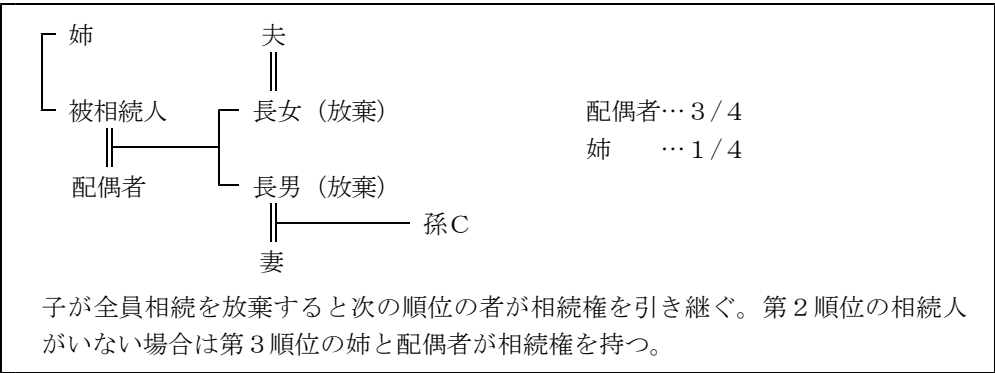 姉 夫
被相続人 長女（放棄） 配偶者…３/４
姉 …１/４
配偶者 長男（放棄）
孫Ｃ
妻
子が全員相続を放棄すると次の順位の者が相続権を引き継ぐ。第２順位の相続人
がいない場合は第３順位の姉と配偶者が相続権を持つ。